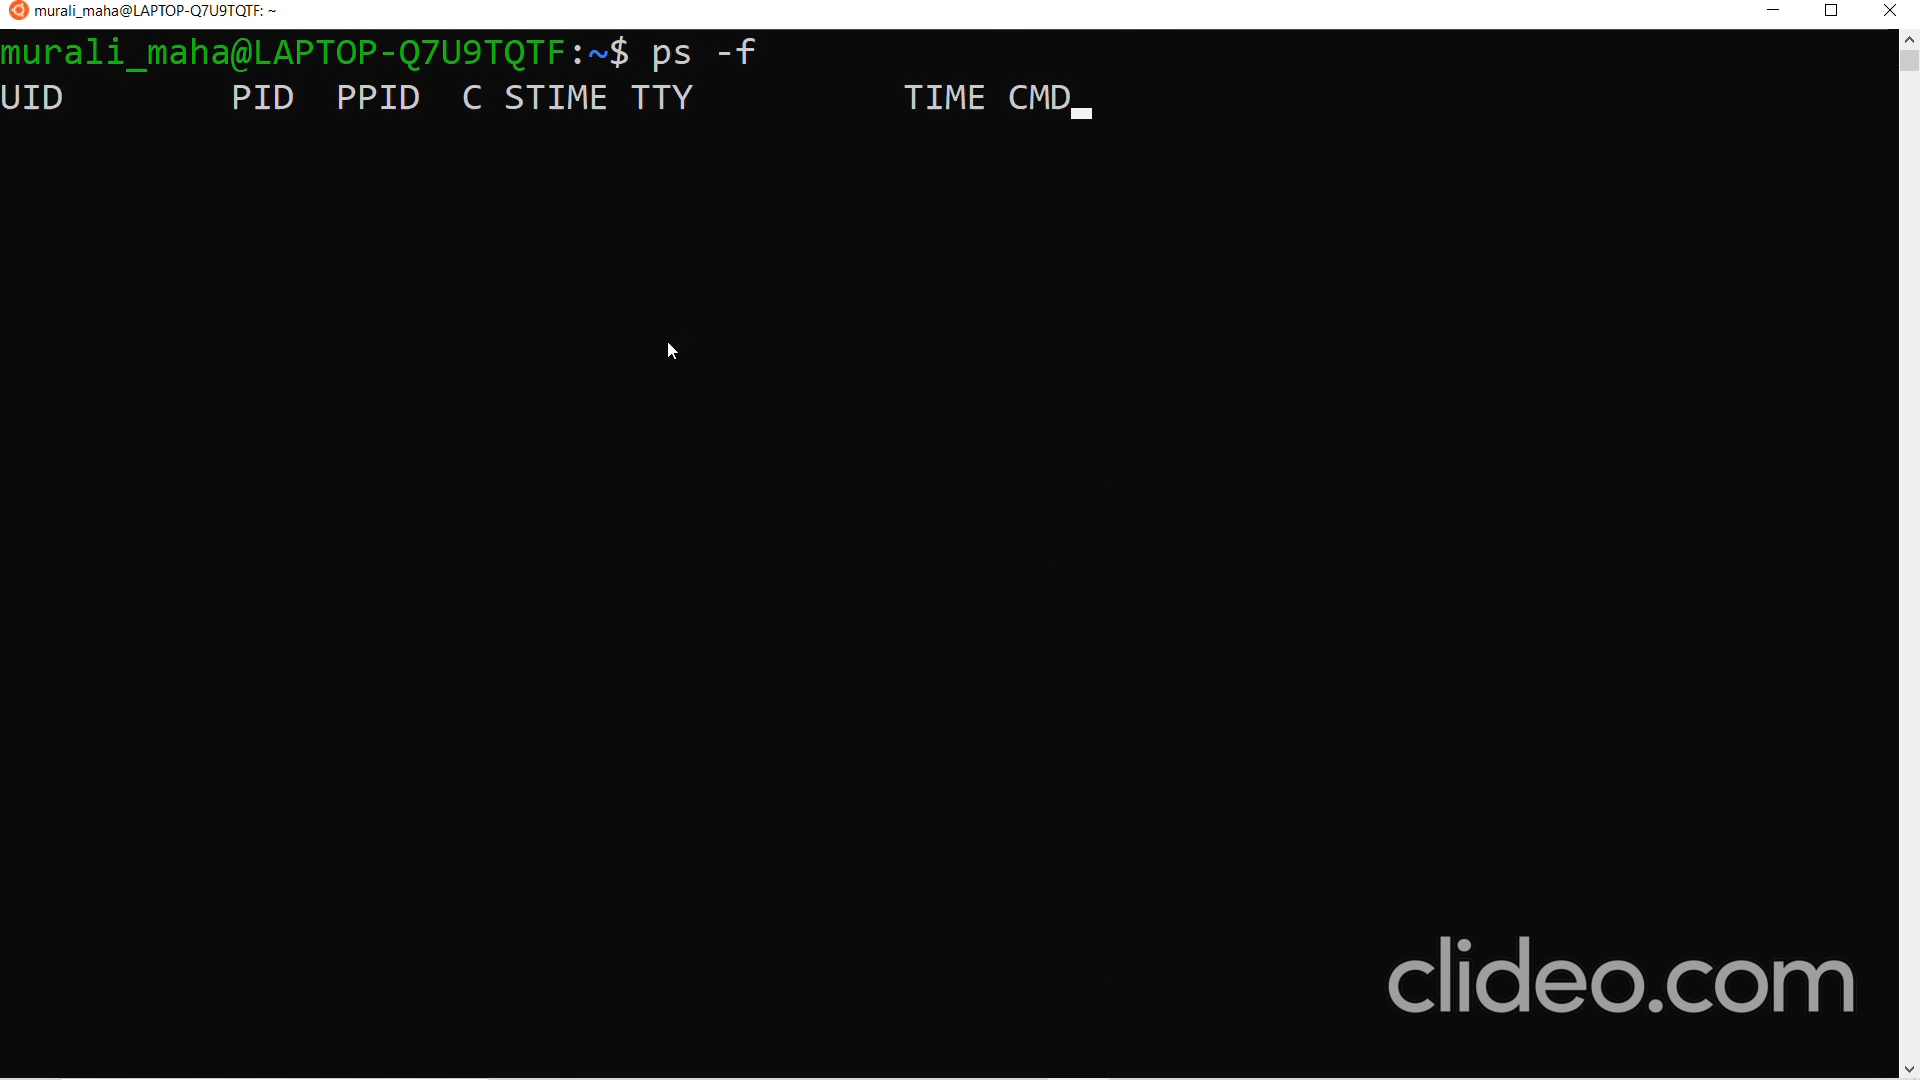 murali_maha@LAPTOP-Q7U9TQTF: ~
murali_maha@LAPTOP-Q7U9TQTF:~$ ps -f
UID        PID  PPID  C STIME TTY          TIME CMD
clideo.com